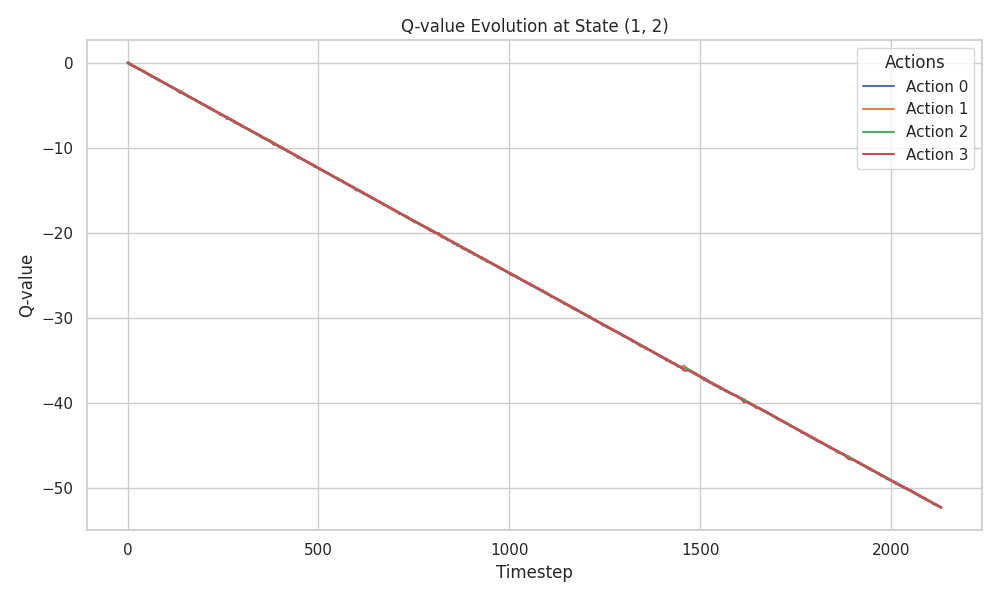 Q-value Evolution at State (1, 2)
Actions
Action 0
Action 1
Action 2
Action 3
Q-value
0
−10
−20
−30
−40
−50
0
500
1000
1500
2000
Timestep